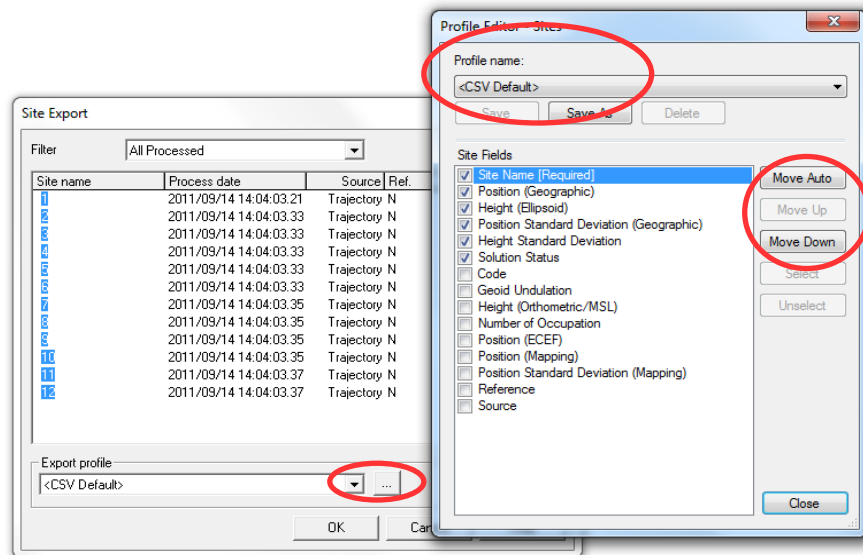 Site Export
Filter
All Processed
Site name Process date Source Ref.
1 2011/09/14 14:04:03.21 Trajectory N
2 2011/09/14 14:04:03.33 Trajectory N
3 2011/09/14 14:04:03.33 Trajectory N
4 2011/09/14 14:04:03.33 Trajectory N
5 2011/09/14 14:04:03.33 Trajectory N
6 2011/09/14 14:04:03.33 Trajectory N
7 2011/09/14 14:04:03.35 Trajectory N
8 2011/09/14 14:04:03.35 Trajectory N
9 2011/09/14 14:04:03.35 Trajectory N
10 2011/09/14 14:04:03.35 Trajectory N
11 2011/09/14 14:04:03.37 Trajectory N
12 2011/09/14 14:04:03.37 Trajectory N
Export profile
<CSV Default>
...
OK
Profile Editor - Sites
Profile name:
<CSV Default>
Save Save As Delete
Site Fields
Site Name [Required]
Position (Geographic)
Height (Ellipsoid)
Position Standard Deviation (Geographic)
Height Standard Deviation
Solution Status
Code
Geoid Undulation
Height (Orthometric/MSL)
Number of Occupation
Position (ECEF)
Position (Mapping)
Position Standard Deviation (Mapping)
Reference
Source
Move Auto
Move Up
Move Down
Select
Unselect
Close